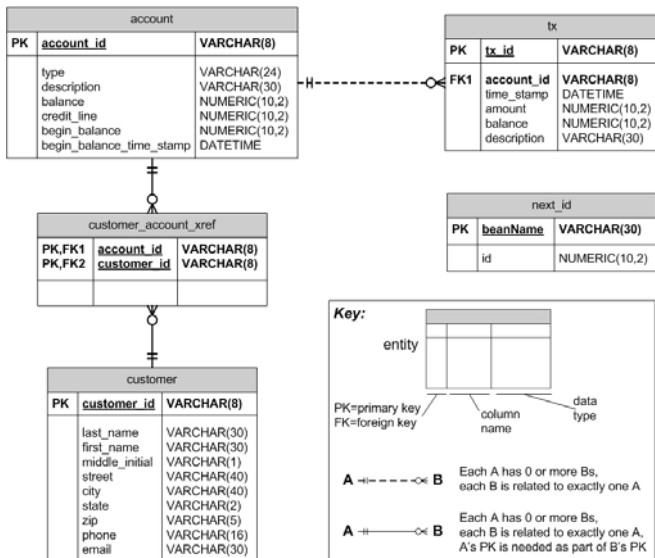 account
PK account_id VARCHAR(8)
type VARCHAR(24)
description VARCHAR(30)
balance NUMERIC(10,2)
credit_line NUMERIC(10,2)
begin_balance NUMERIC(10,2)
begin_balance_time_stamp DATETIME
tx
PK tx_id VARCHAR(8)
FK1 account_id VARCHAR(8)
time_stamp DATETIME
amount NUMERIC(10,2)
balance NUMERIC(10,2)
description VARCHAR(30)
customer_account_xref
PK,FK1 account_id VARCHAR(8)
PK,FK2 customer_id VARCHAR(8)
next_id
PK beanName VARCHAR(30)
id NUMERIC(10,2)
customer
PK customer_id VARCHAR(8)
last_name VARCHAR(30)
first_name VARCHAR(30)
middle_initial VARCHAR(1)
street VARCHAR(40)
city VARCHAR(40)
state VARCHAR(2)
zip VARCHAR(5)
phone VARCHAR(16)
email VARCHAR(30)
Key:
entity
PK=primary key
FK=foreign key
column
name
data
type
A B
Each A has 0 or more Bs,
each B is related to exactly one A
A B
Each A has 0 or more Bs,
each B is related to exactly one A,
A's PK is needed as part of B's PK